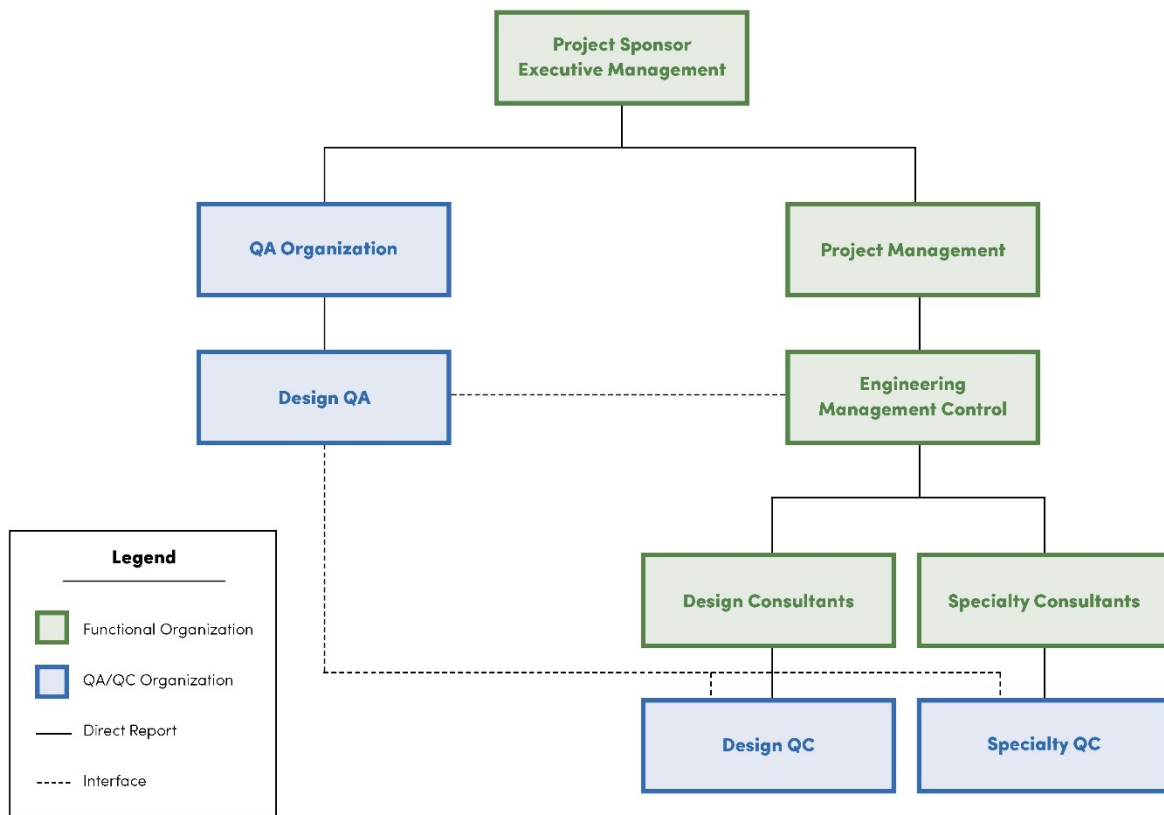 Project Sponsor
Executive Management
QA Organization
Project Management
Design QA
Engineering
Management Control
Design Consultants
Specialty Consultants
Design QC
Specialty QC
Legend
Functional Organization
QA/QC Organization
Direct Report
Interface